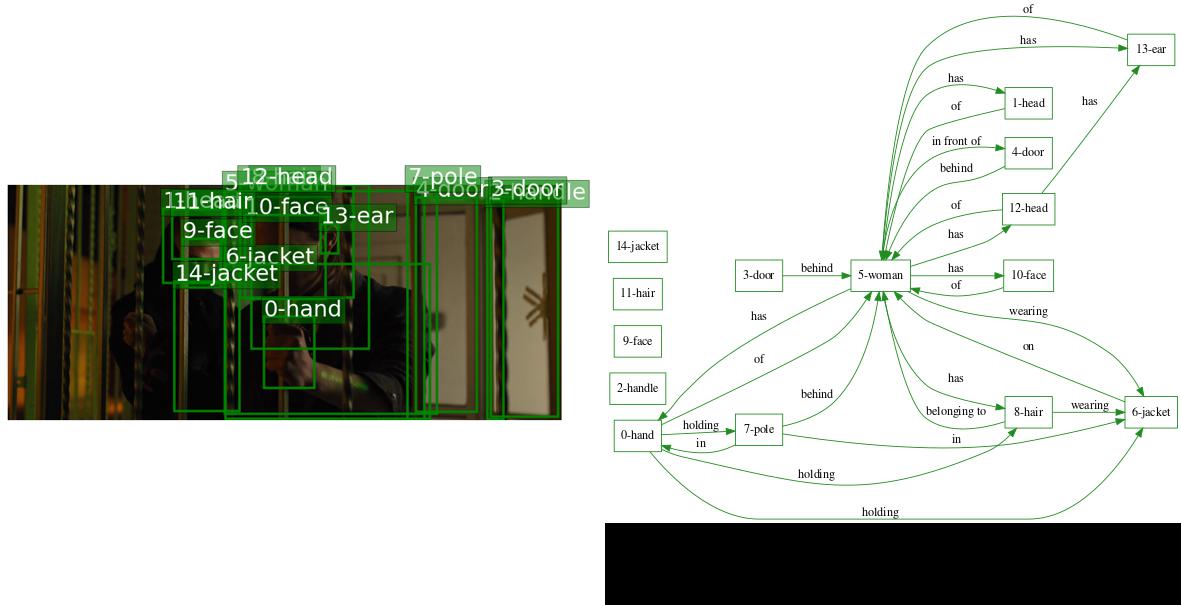 12-head
7-pole
5-woman
4-door
3-door
2-handle
1-head
11-hair
10-face
13-ear
9-face
6-jacket
14-jacket
0-hand
of
13-ear
has
has
1-head
of
has
in front of
4-door
behind
12-head
of
has
14-jacket
3-door
behind
5-woman
has
10-face
of
11-hair
has
wearing
9-face
on
of
2-handle
has
behind
belonging to
8-hair
wearing
6-jacket
0-hand
holding
7-pole
in
in
holding
holding